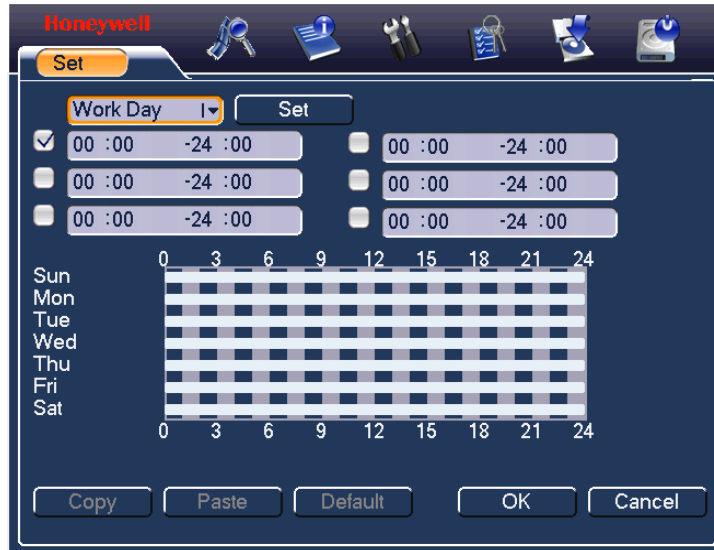 Honeywell
Set
Work Day Set
00 :00 -24 :00 00 :00 -24 :00
00 :00 -24 :00 00 :00 -24 :00
00 :00 -24 :00 00 :00 -24 :00
0 3 6 9 12 15 18 21 24
Sun
Mon
Tue
Wed
Thu
Fri
Sat
0 3 6 9 12 15 18 21 24
Copy Paste Default OK Cancel